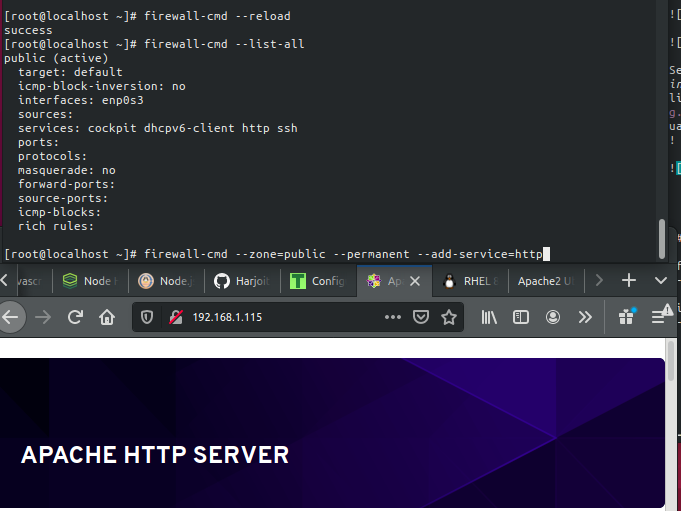 [root@localhost ~]# firewall-cmd --reload
success
[root@localhost ~]# firewall-cmd --list-all
public (active)
  target: default
  icmp-block-inversion: no
  interfaces: enp0s3
  sources:
  services: cockpit dhcpv6-client http ssh
  ports:
  protocols:
  masquerade: no
  forward-ports:
  source-ports:
  icmp-blocks:
  rich rules:
[root@localhost ~]# firewall-cmd --zone=public --permanent --add-service=http
![
![
Se
in
li
g.
ua
!
![
avascr Node Node.j Harjoit Config Ap RHEL 8 Apache2 U
192.168.1.115
APACHE HTTP SERVER